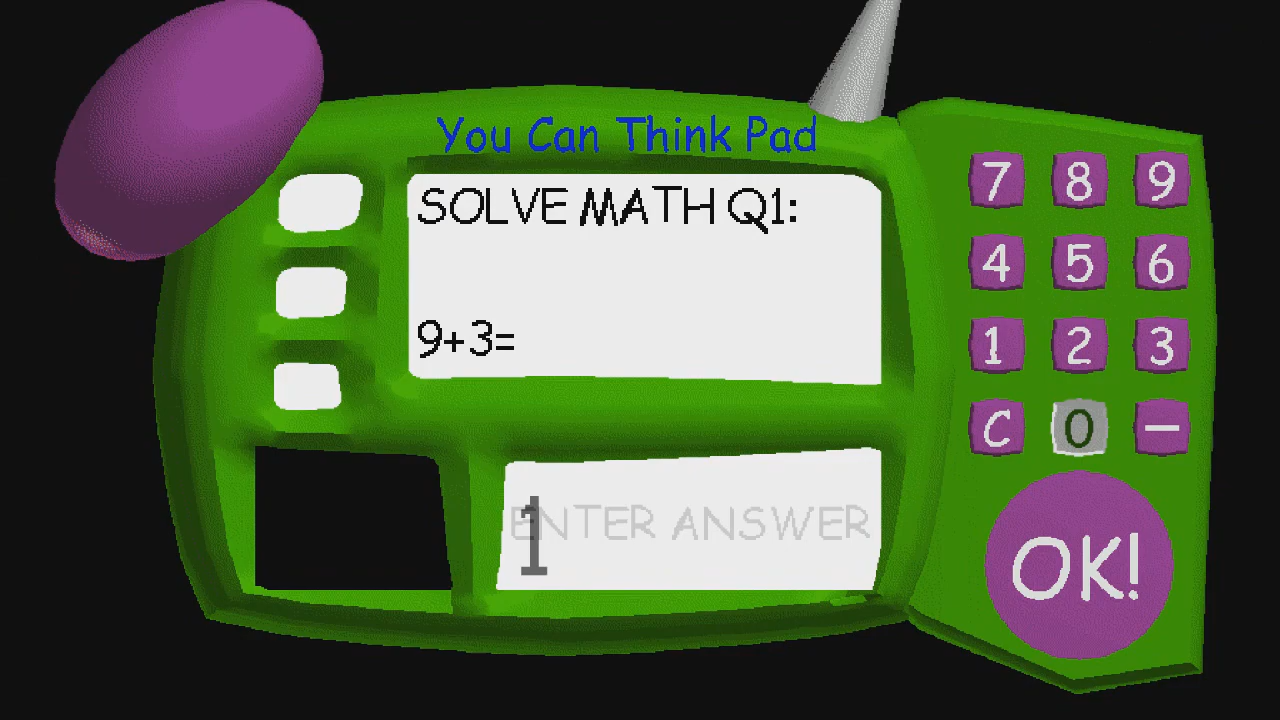 You Can Think Pad
SOLVE MATH Q1:
9+3=
1
ENTER ANSWER
7 8 9
4 5 6
1 2 3
C 0 –
OK!